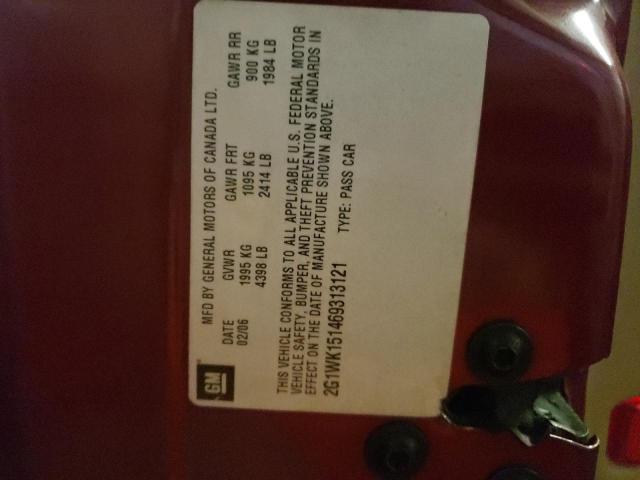 GM
MFD BY GENERAL MOTORS OF CANADA LTD.
DATE GVWR GAWR FRT GAWR RR
02/06 1995 KG 1095 KG 900 KG
4398 LB 2414 LB 1984 LB
THIS VEHICLE CONFORMS TO ALL APPLICABLE U.S. FEDERAL MOTOR
VEHICLE SAFETY, BUMPER, AND THEFT PREVENTION STANDARDS IN
EFFECT ON THE DATE OF MANUFACTURE SHOWN ABOVE.
2G1WK151469313121 TYPE: PASS CAR